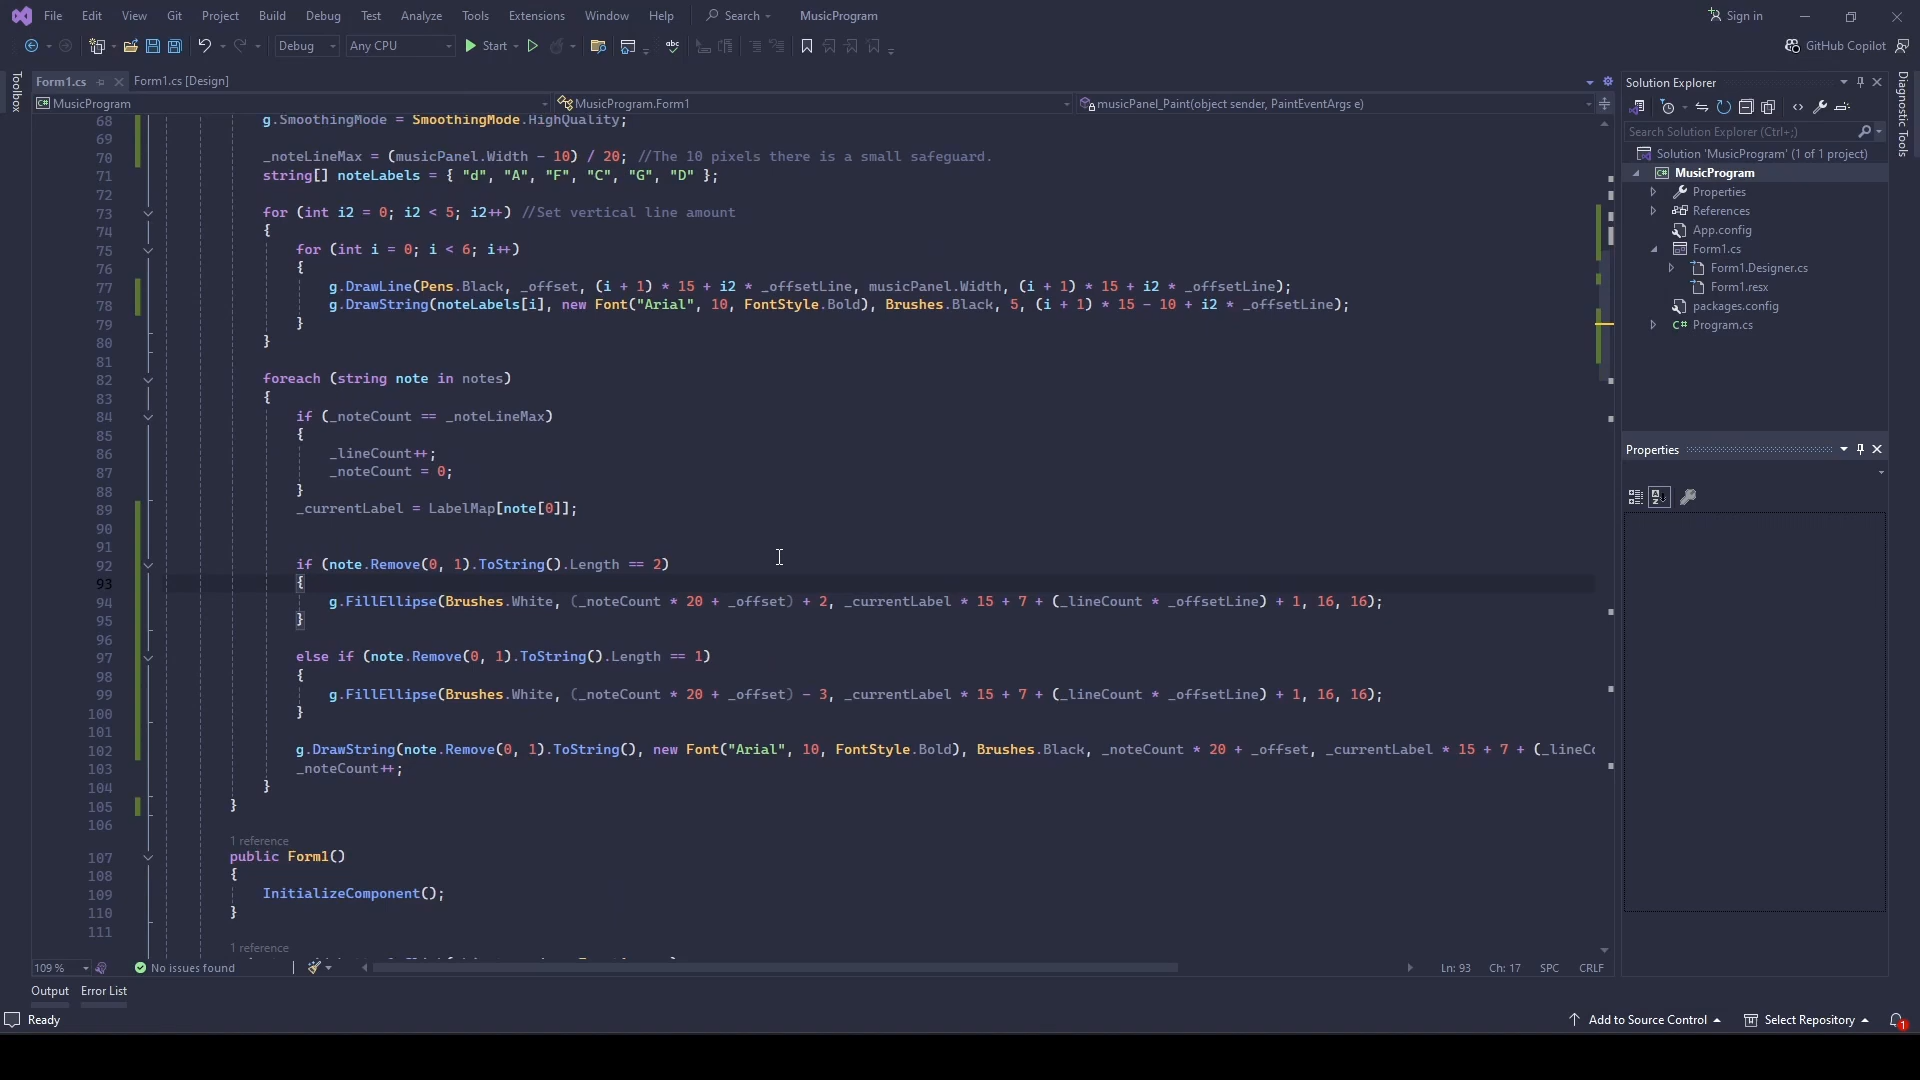 File Edit View Git Project Build Debug Test Analyze Tools Extensions Window Help Search MusicProgram Sign in
Debug Any CPU Start GitHub Copilot
Toolbox
Form1.cs Form1.cs [Design]
MusicProgram MusicProgram.Form1 musicPanel_Paint(object sender, PaintEventArgs e)
68 g.SmoothingMode = SmoothingMode.HighQuality;
69
70 _noteLineMax = (musicPanel.Width - 10) / 20; //The 10 pixels there is a small safeguard.
71 string[] noteLabels = { "d", "A", "F", "C", "G", "D" };
72
73 for (int i2 = 0; i2 < 5; i2++) //Set vertical line amount
74 {
75 for (int i = 0; i < 6; i++)
76 {
77 g.DrawLine(Pens.Black, _offset, (i + 1) * 15 + i2 * _offsetLine, musicPanel.Width, (i + 1) * 15 + i2 * _offsetLine);
78 g.DrawString(noteLabels[i], new Font("Arial", 10, FontStyle.Bold), Brushes.Black, 5, (i + 1) * 15 - 10 + i2 * _offsetLine);
79 }
80 }
81
82 foreach (string note in notes)
83 {
84 if (_noteCount == _noteLineMax)
85 {
86 _lineCount++;
87 _noteCount = 0;
88 }
89 _currentLabel = LabelMap[note[0]];
90
91
92 if (note.Remove(0, 1).ToString().Length == 2)
93 {
94 g.FillEllipse(Brushes.White, (_noteCount * 20 + _offset) + 2, _currentLabel * 15 + 7 + (_lineCount * _offsetLine) + 1, 16, 16);
95 }
96
97 else if (note.Remove(0, 1).ToString().Length == 1)
98 {
99 g.FillEllipse(Brushes.White, (_noteCount * 20 + _offset) - 3, _currentLabel * 15 + 7 + (_lineCount * _offsetLine) + 1, 16, 16);
100 }
101
102 g.DrawString(note.Remove(0, 1).ToString(), new Font("Arial", 10, FontStyle.Bold), Brushes.Black, _noteCount * 20 + _offset, _currentLabel * 15 + 7 + (_lineCo
103 _noteCount++;
104 }
105 }
106
1 reference
107 public Form1()
108 {
109 InitializeComponent();
110 }
111
1 reference
109 % No issues found Ln: 93 Ch: 17 SPC CRLF
Output Error List
Ready Add to Source Control Select Repository 1
Solution Explorer
Search Solution Explorer (Ctrl+;)
Solution 'MusicProgram' (1 of 1 project)
C# MusicProgram
Properties
References
App.config
Form1.cs
Form1.Designer.cs
Form1.resx
packages.config
C# Program.cs
Properties
Diagnostic Tools